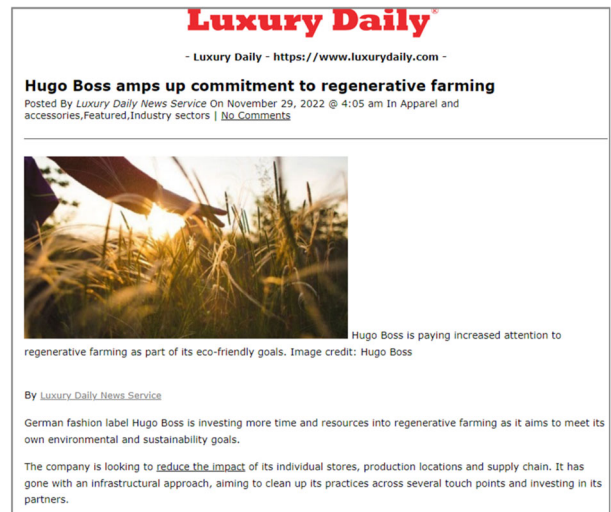 Luxury Daily®
- Luxury Daily - https://www.luxurydaily.com -
Hugo Boss amps up commitment to regenerative farming
Posted By Luxury Daily News Service On November 29, 2022 @ 4:05 am In Apparel and
accessories,Featured,Industry sectors | No Comments
Hugo Boss is paying increased attention to
regenerative farming as part of its eco-friendly goals. Image credit: Hugo Boss
By Luxury Daily News Service
German fashion label Hugo Boss is investing more time and resources into regenerative farming as it aims to meet its
own environmental and sustainability goals.
The company is looking to reduce the impact of its individual stores, production locations and supply chain. It has
gone with an infrastructural approach, aiming to clean up its practices across several touch points and investing in its
partners.